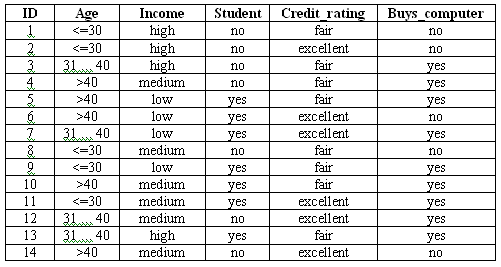 ID Age Income Student Credit_rating Buys_computer
1 <=30 high no fair no
2 <=30 high no excellent no
3 31….40 high no fair yes
4 >40 medium no fair yes
5 >40 low yes fair yes
6 >40 low yes excellent no
7 31….40 low yes excellent yes
8 <=30 medium no fair no
9 <=30 low yes fair yes
10 >40 medium yes fair yes
11 <=30 medium yes excellent yes
12 31….40 medium no excellent yes
13 31….40 high yes fair yes
14 >40 medium no excellent no